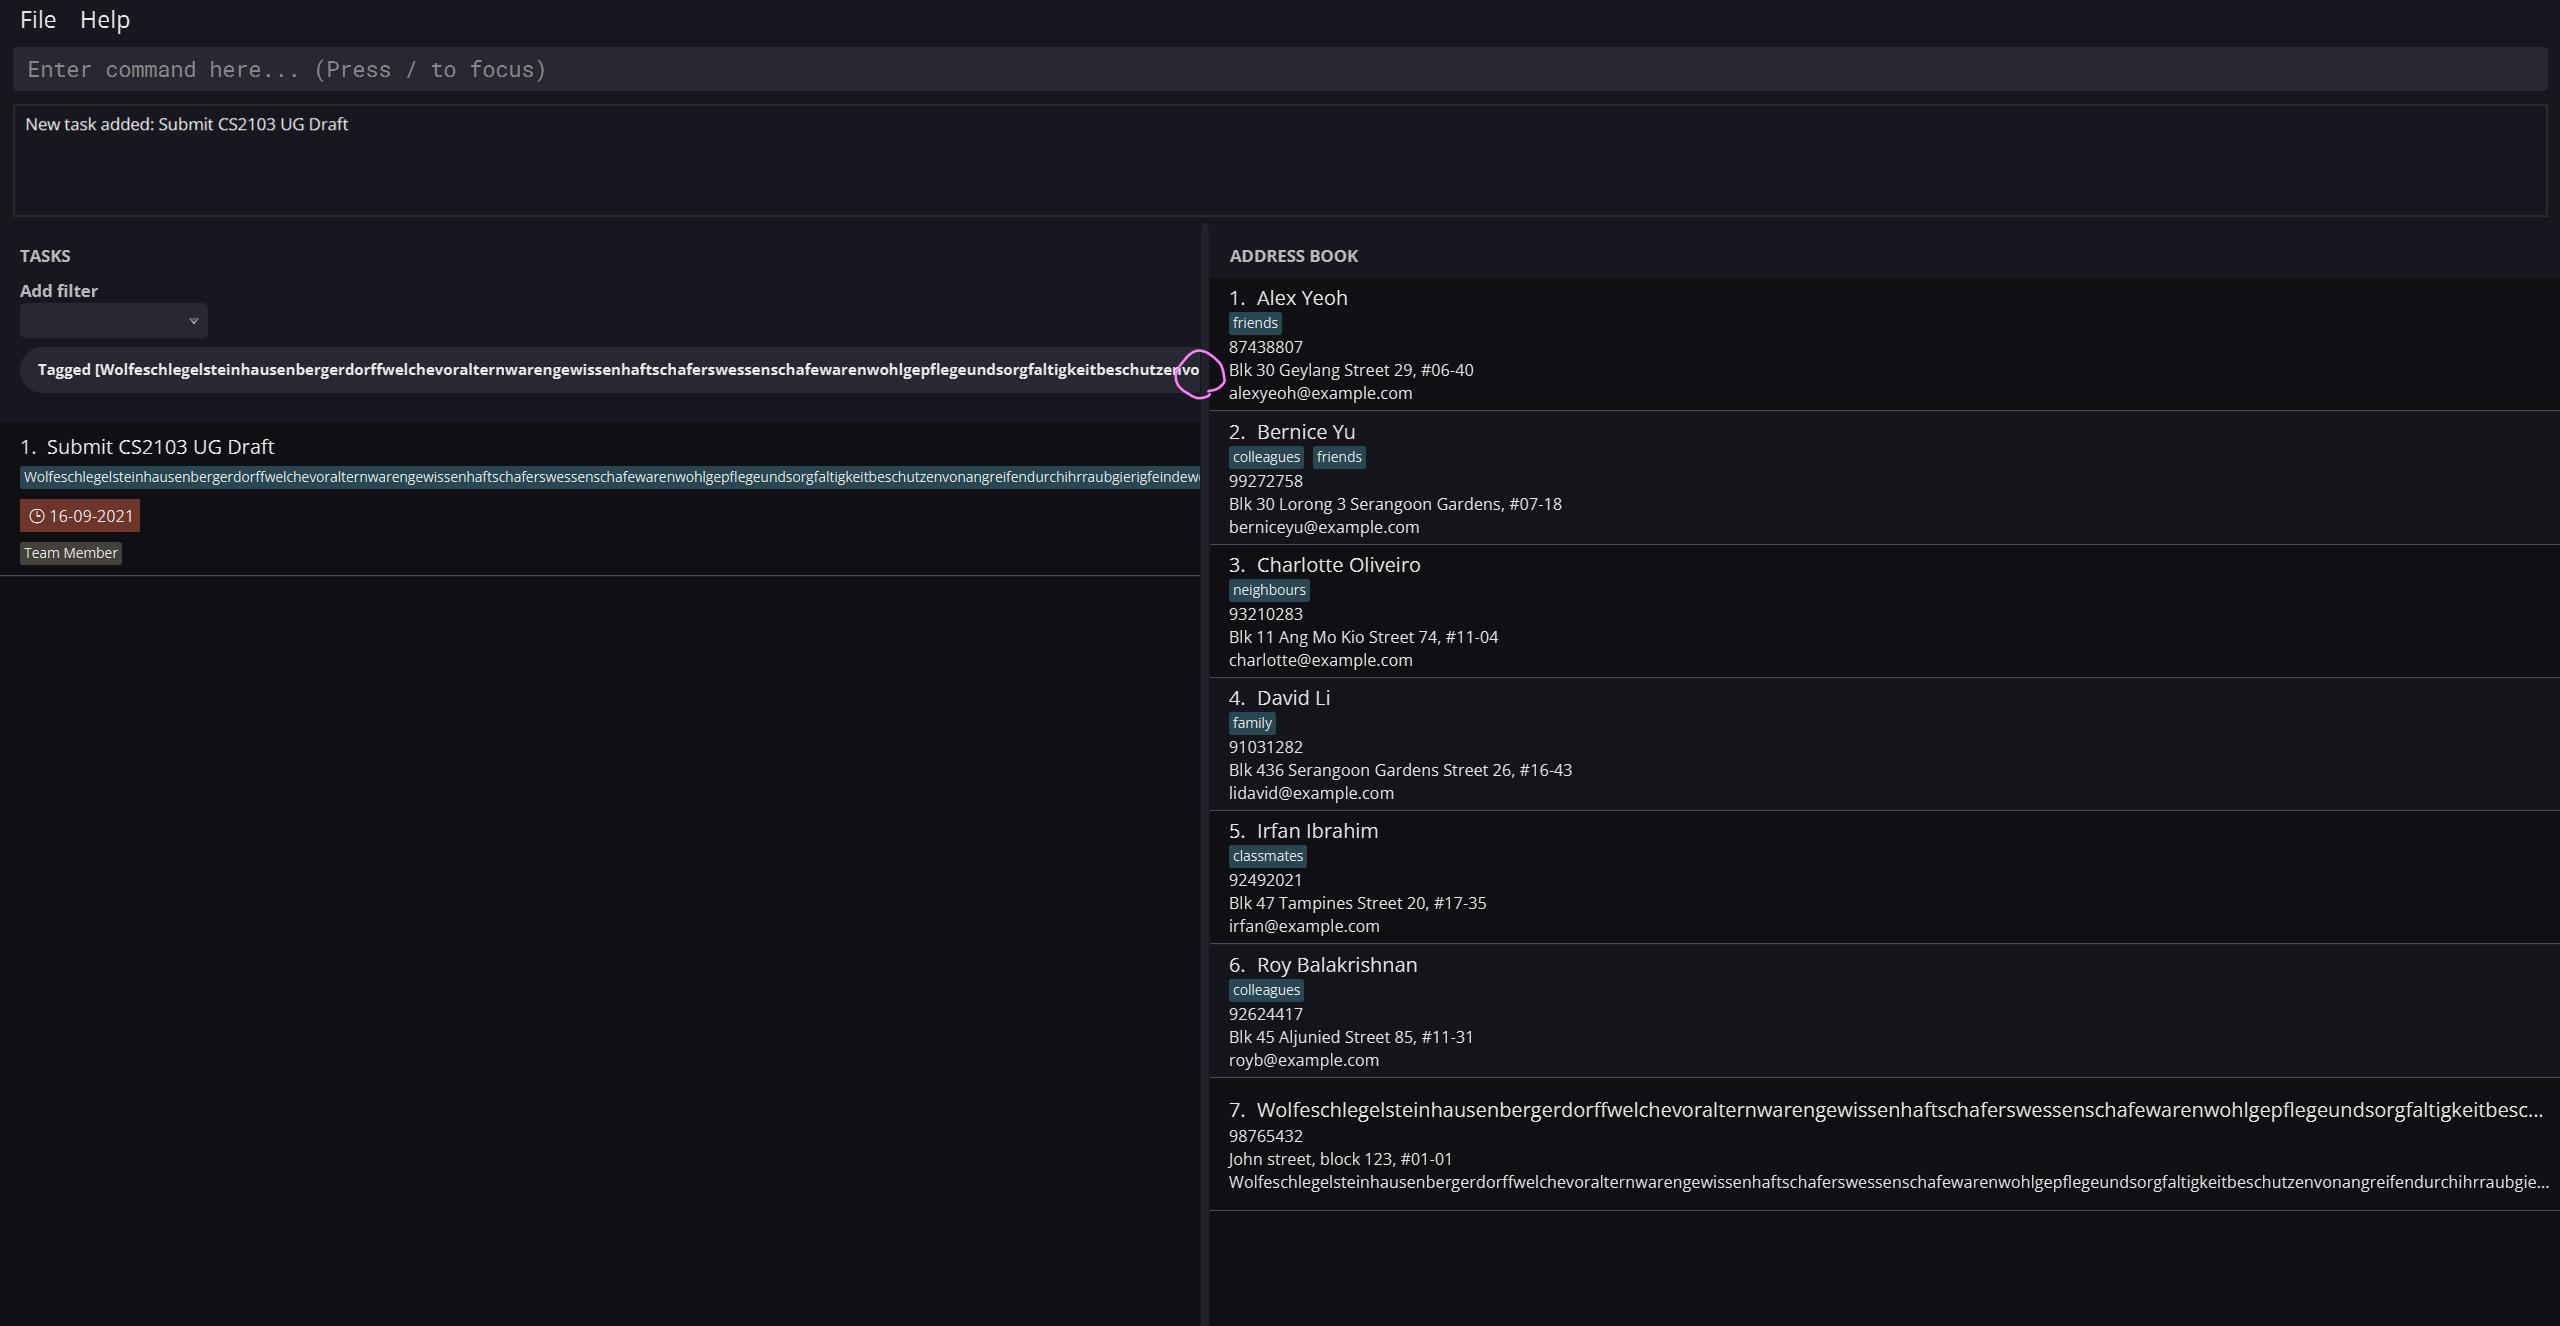 File Help
Enter command here... (Press / to focus)
New task added: Submit CS2103 UG Draft
TASKS
Add filter
Tagged [Wolfeschlegelsteinhausenbergerdorffwelchevoralternwarengewissenhaftschaferswessenschafewarenwohlgepflegeundsorgfaltigkeitbeschutzenvo
1. Submit CS2103 UG Draft
Wolfeschlegelsteinhausenbergerdorffwelchevoralternwarengewissenhaftschaferswessenschafewarenwohlgepflegeundsorgfaltigkeitbeschutzenvonangreifendurchihrraubgierigfeindew
16-09-2021
Team Member
ADDRESS BOOK
1. Alex Yeoh
friends
87438807
Blk 30 Geylang Street 29, #06-40
alexyeoh@example.com
2. Bernice Yu
colleagues friends
99272758
Blk 30 Lorong 3 Serangoon Gardens, #07-18
berniceyu@example.com
3. Charlotte Oliveiro
neighbours
93210283
Blk 11 Ang Mo Kio Street 74, #11-04
charlotte@example.com
4. David Li
family
91031282
Blk 436 Serangoon Gardens Street 26, #16-43
lidavid@example.com
5. Irfan Ibrahim
classmates
92492021
Blk 47 Tampines Street 20, #17-35
irfan@example.com
6. Roy Balakrishnan
colleagues
92624417
Blk 45 Aljunied Street 85, #11-31
royb@example.com
7. Wolfeschlegelsteinhausenbergerdorffwelchevoralternwarengewissenhaftschaferswessenschafewarenwohlgepflegeundsorgfaltigkeitbesc...
98765432
John street, block 123, #01-01
Wolfeschlegelsteinhausenbergerdorffwelchevoralternwarengewissenhaftschaferswessenschafewarenwohlgepflegeundsorgfaltigkeitbeschutzenvonangreifendurchihrraubgie...